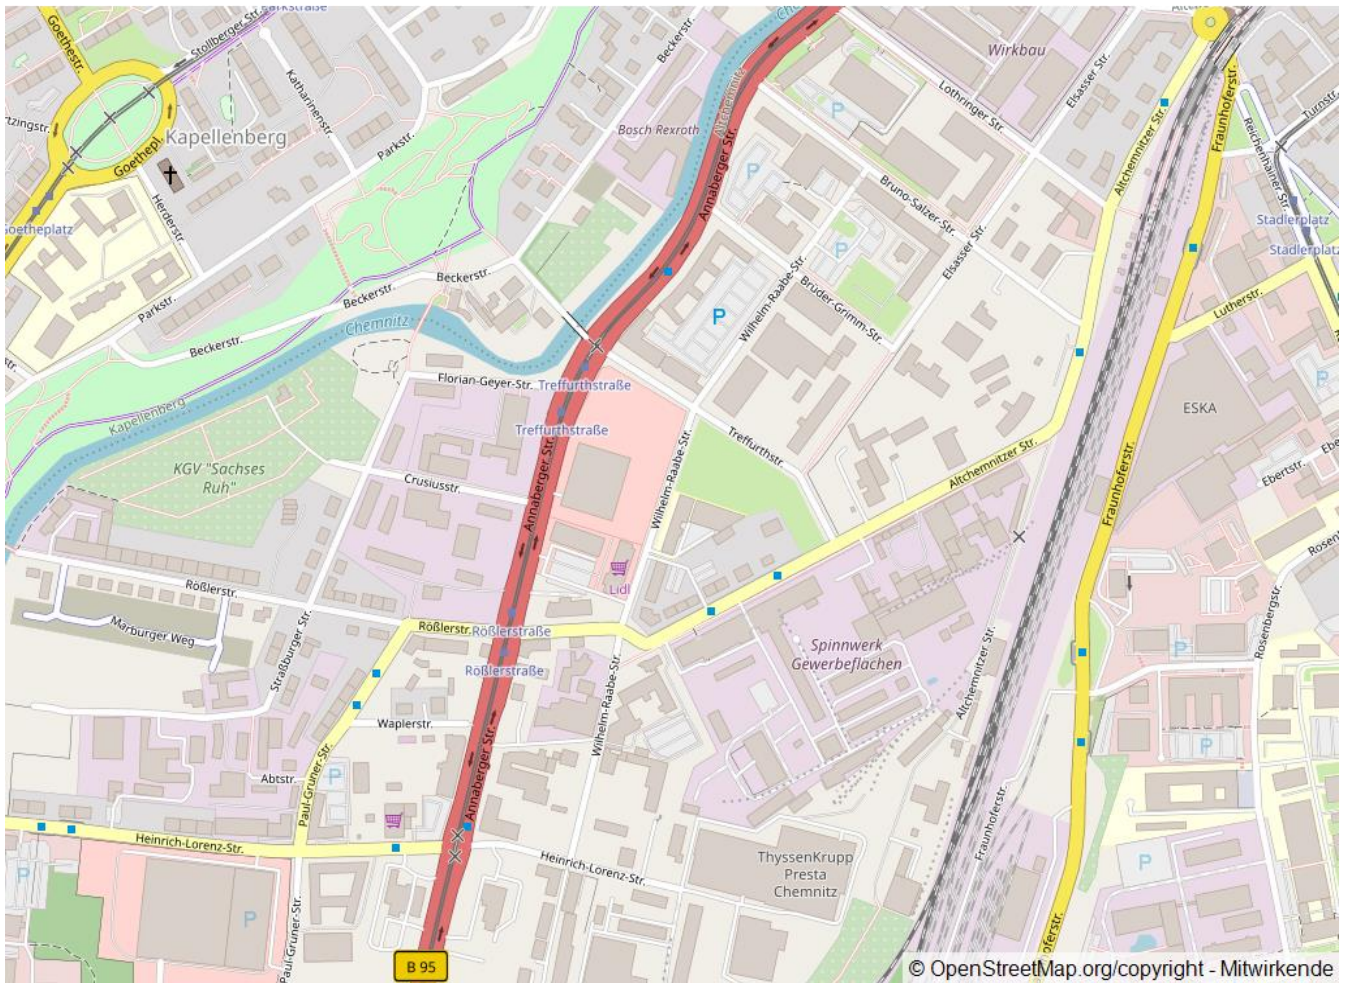 Parkstraße
Altchemnitz
Goethestr.
Stollberger Str.
Beckerstr.
Wirkbau
Elsasser Str.
Katharinenstr.
Lothringer Str.
Fraunhoferstr.
Turnstr.
Bosch Rexroth
P
Reichenhainer Str.
Kapellenberg
Parkstr.
Altchemnitzer Str.
Goethepl.
Annaberger Str.
P
Bruno-Salzer-Str.
Herderstr.
Stadlerplatz
Goetheplatz
P
Elsasser Str.
Stadlerplatz
Beckerstr.
Wilhelm-Raabe-Str.
Brüder-Grimm-Str.
Beckerstr.
Parkstr.
Lutherstr.
P
Chemnitz
Beckerstr.
Florian-Geyer-Str.
Treffurthstraße
P
Kapellenberg
ESKA
Treffurthstraße
Treffurthstr.
Altchemnitzer Str.
KGV "Sachses
Ruh"
Wilhelm-Raabe-Str.
Ebertstr.
Crusiusstr.
Annaberger Str.
Fraunhoferstr.
Rößlerstr.
Lidl
Marburger Weg
Rößlerstr.
Rößlerstraße
Rosenbergstr.
Straßburger Str.
Spinnwerk
Gewerbeflächen
P
Rößlerstraße
Altchemnitzer Str.
Wilhelm-Raabe-Str.
Waplerstr.
P
Paul-Gruner-Str.
Annaberger Str.
Abtstr.
P
Fraunhoferstr.
Heinrich-Lorenz-Str.
Heinrich-Lorenz-Str.
ThyssenKrupp
Presta
Chemnitz
P
P
P
Paul-Gruner-Str.
B 95
© OpenStreetMap.org/copyright - Mitwirkende